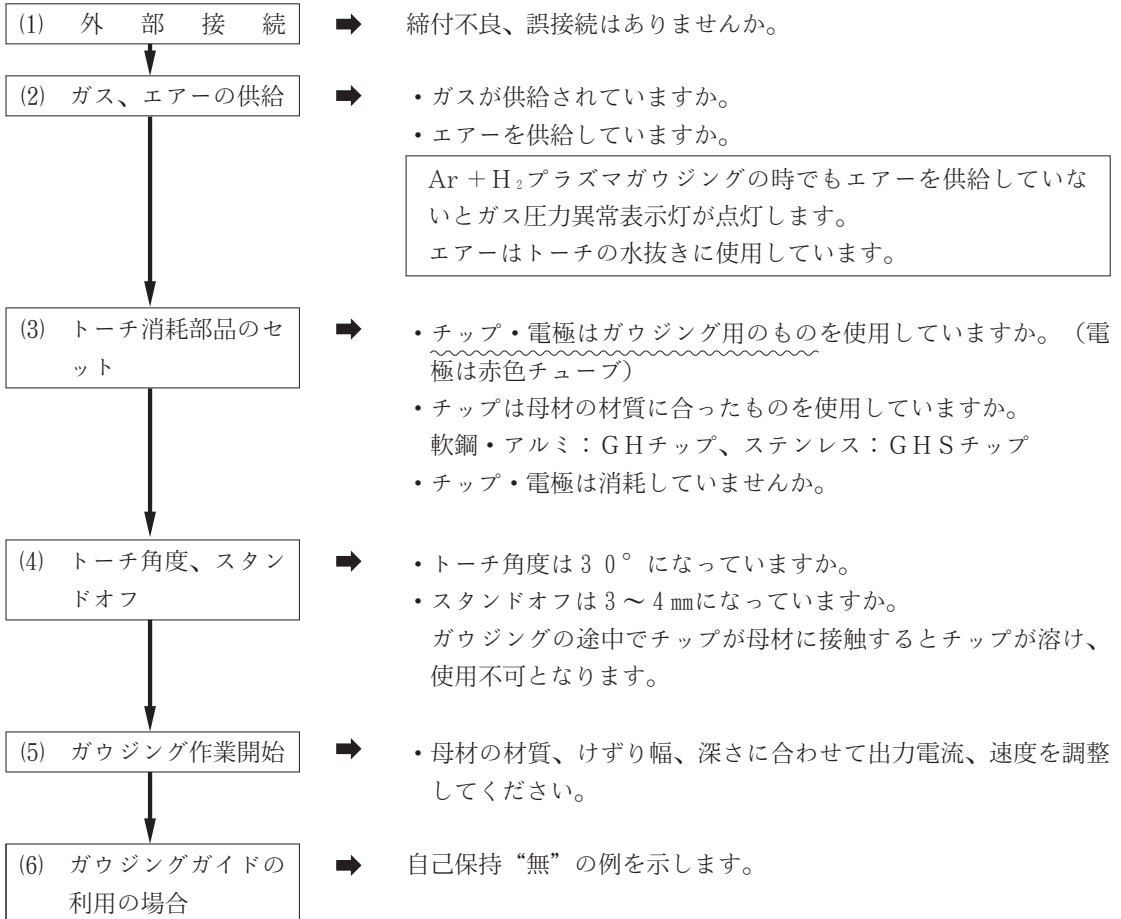 (1) 外部接続 ➡ 締付不良、誤接続はありませんか。
(2) ガス、エアーの供給 ➡ ・ガスが供給されていますか。
・エアーを供給していますか。
Ar＋H₂プラズマガウジングの時でもエアーを供給していな
いとガス圧力異常表示灯が点灯します。
エアーはトーチの水抜きに使用しています。
(3) トーチ消耗部品のセ
ット
➡ ・チップ・電極はガウジング用のものを使用していますか。（電
極は赤色チューブ）
・チップは母材の材質に合ったものを使用していますか。
軟鋼・アルミ：ＧＨチップ、ステンレス：ＧＨＳチップ
・チップ・電極は消耗していませんか。
(4) トーチ角度、スタン
ドオフ
➡ ・トーチ角度は３０°になっていますか。
・スタンドオフは３～４㎜になっていますか。
ガウジングの途中でチップが母材に接触するとチップが溶け、
使用不可となります。
(5) ガウジング作業開始 ➡ ・母材の材質、けずり幅、深さに合わせて出力電流、速度を調整
してください。
(6) ガウジングガイドの
利用の場合
➡ 自己保持“無”の例を示します。